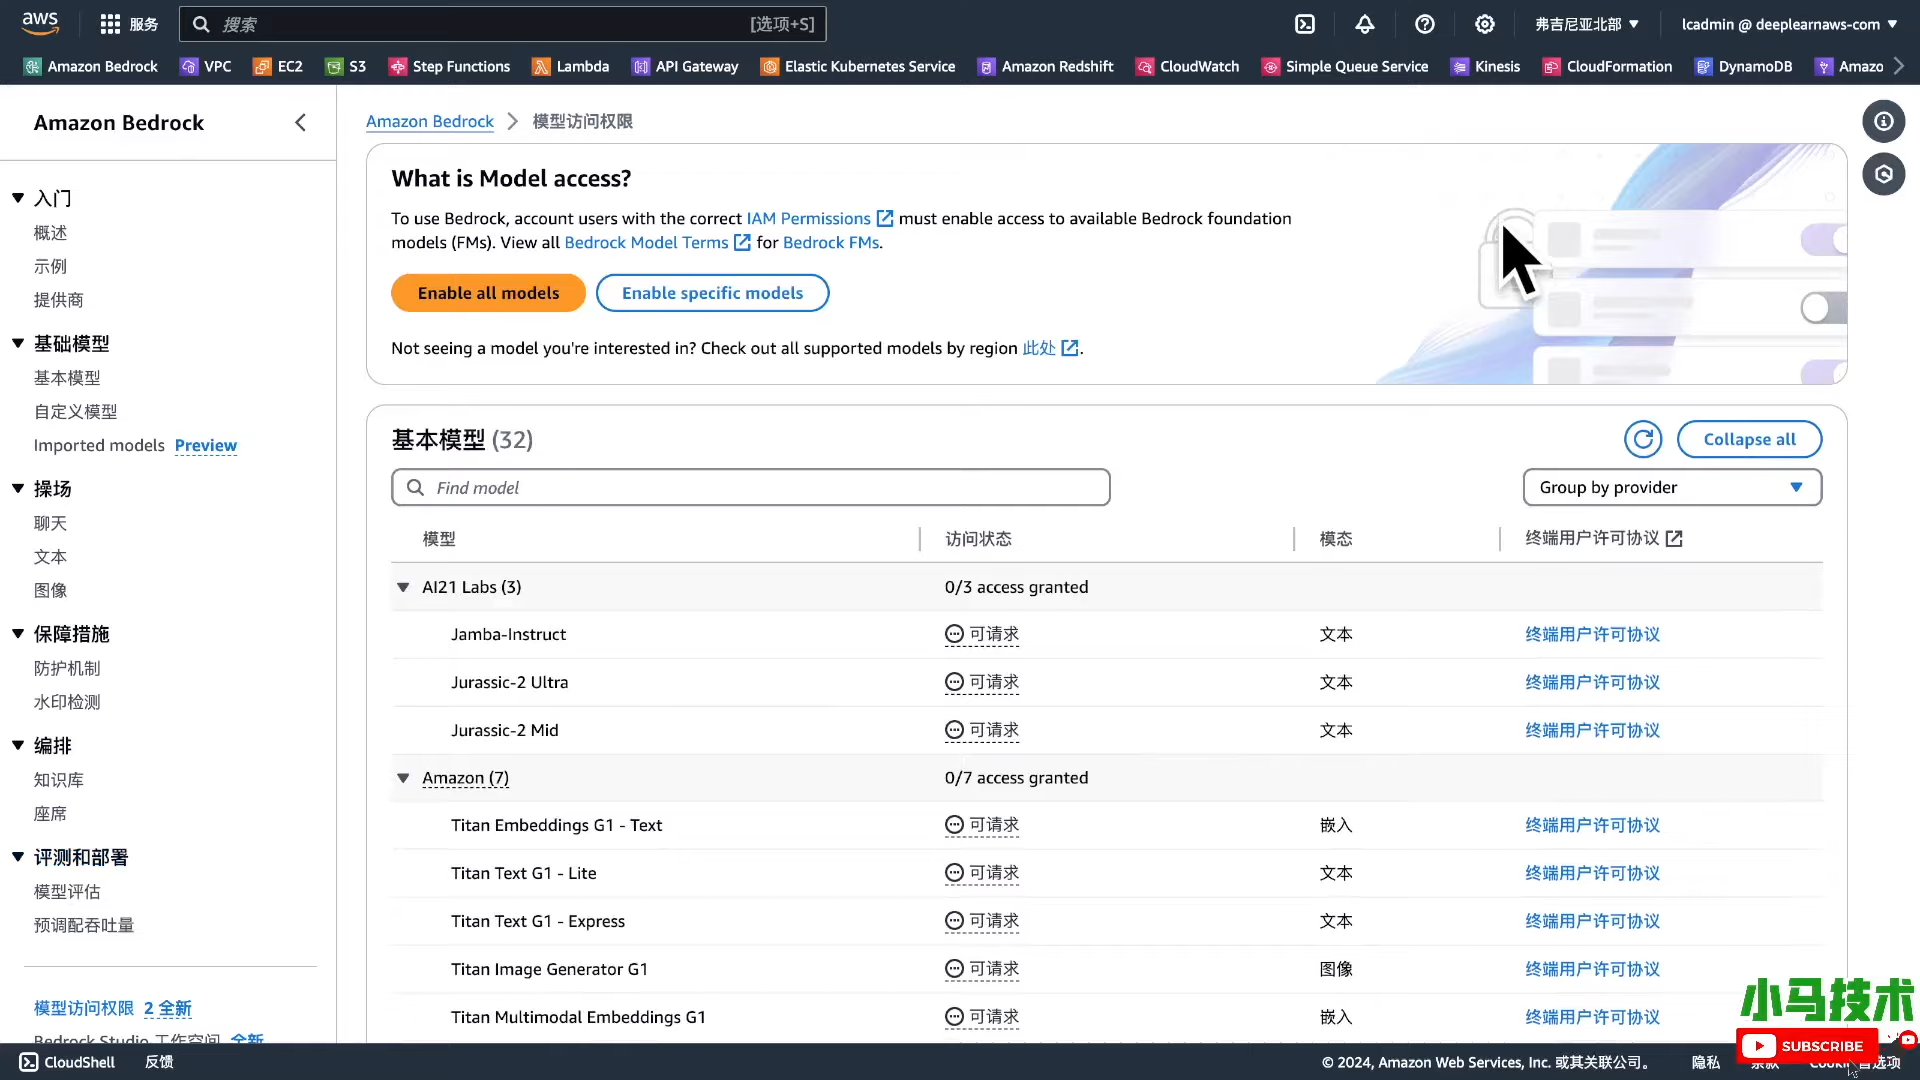 aws
服务
搜索
[选项+S]
弗吉尼亚北部
lcadmin @ deeplearnaws-com
Amazon Bedrock
VPC
EC2
S3
Step Functions
Lambda
API Gateway
Elastic Kubernetes Service
Amazon Redshift
CloudWatch
Simple Queue Service
Kinesis
CloudFormation
DynamoDB
Amazo
Amazon Bedrock
入门
概述
示例
提供商
基础模型
基本模型
自定义模型
Imported models Preview
操场
聊天
文本
图像
保障措施
防护机制
水印检测
编排
知识库
座席
评测和部署
模型评估
预调配吞吐量
模型访问权限 2 全新
Bedrock Studio 工作空间 全新
Amazon Bedrock
模型访问权限
What is Model access?
To use Bedrock, account users with the correct IAM Permissions must enable access to available Bedrock foundation
models (FMs). View all Bedrock Model Terms for Bedrock FMs.
Enable all models
Enable specific models
Not seeing a model you're interested in? Check out all supported models by region 此处.
基本模型 (32)
Collapse all
Find model
Group by provider
模型 访问状态 模态 终端用户许可协议
AI21 Labs (3) 0/3 access granted
Jamba-Instruct 可请求 文本 终端用户许可协议
Jurassic-2 Ultra 可请求 文本 终端用户许可协议
Jurassic-2 Mid 可请求 文本 终端用户许可协议
Amazon (7) 0/7 access granted
Titan Embeddings G1 - Text 可请求 嵌入 终端用户许可协议
Titan Text G1 - Lite 可请求 文本 终端用户许可协议
Titan Text G1 - Express 可请求 文本 终端用户许可协议
Titan Image Generator G1 可请求 图像 终端用户许可协议
Titan Multimodal Embeddings G1 可请求 嵌入 终端用户许可协议
小马技术
SUBSCRIBE
CloudShell
反馈
© 2024, Amazon Web Services, Inc. 或其关联公司。
隐私